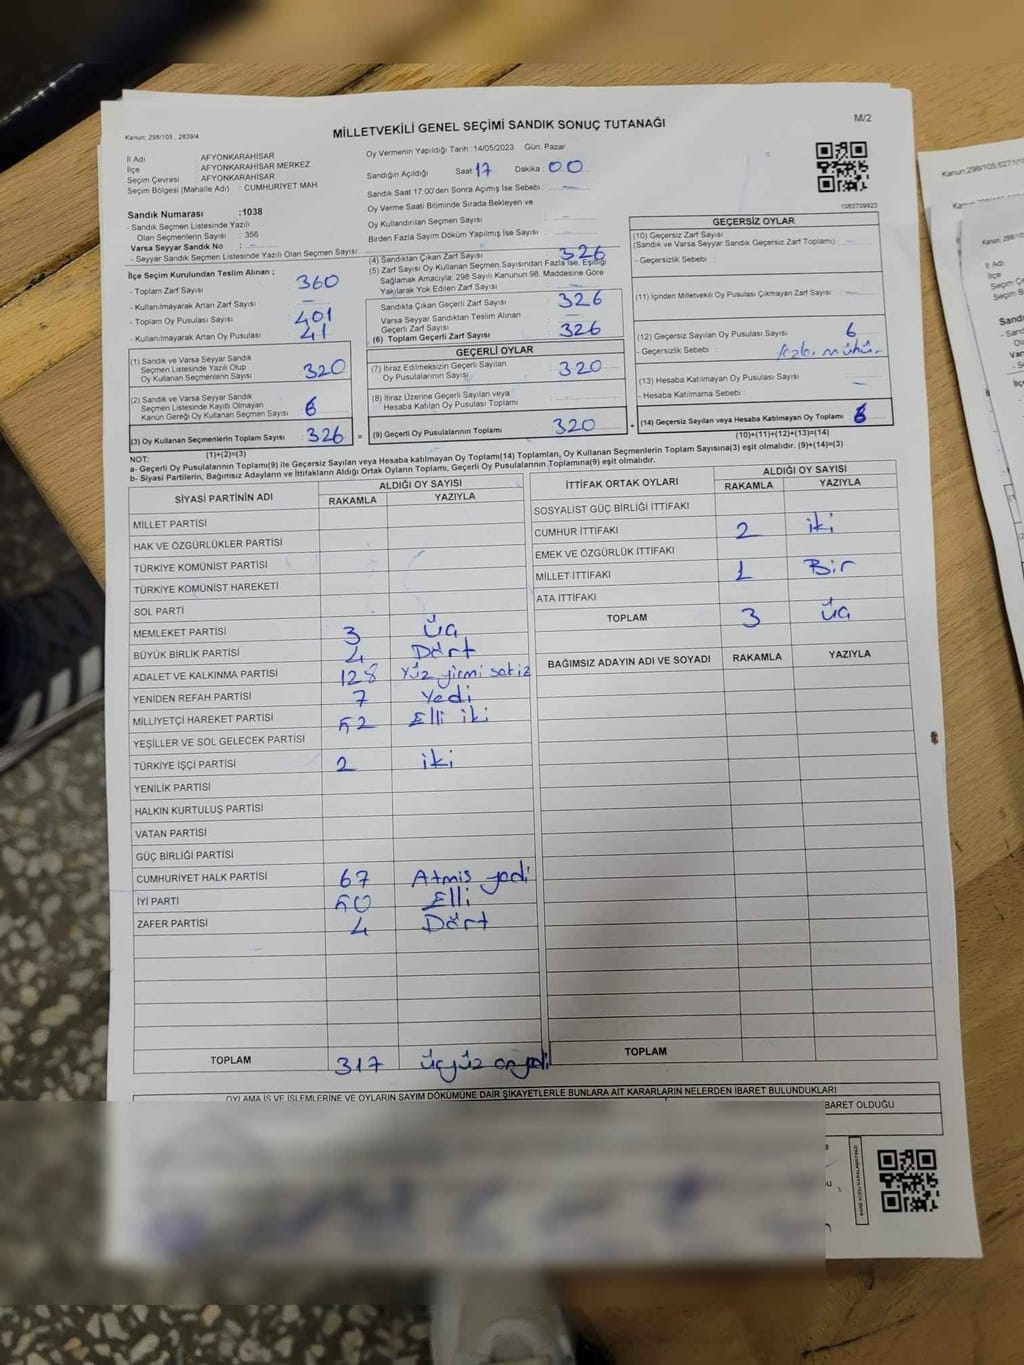 Kanun: 298/105 , 2839/4
MİLLETVEKİLİ GENEL SEÇİMİ SANDIK SONUÇ TUTANAĞI
M/2
İl Adı : AFYONKARAHİSAR
İlçe : AFYONKARAHİSAR MERKEZ
Seçim Çevresi : AFYONKARAHİSAR
Seçim Bölgesi (Mahalle Adı) : CUMHURİYET MAH.
Sandık Numarası :1038
- Sandık Seçmen Listesinde Yazılı
Olan Seçmenlerin Sayısı : 356
Varsa Seyyar Sandık No : —
- Seyyar Sandık Seçmen Listesinde Yazılı Olan Seçmen Sayısı: —
Oy Vermenin Yapıldığı Tarih :14/05/2023 Gün: Pazar
Sandığın Açıldığı Saat: 17 Dakika: 00
Sandık Saat 17:00'den Sonra Açımış İse Sebebi : —
Oy Verme Saati Bitiminde Sırada Bekleyen ve
Oy Kullandırılan Seçmen Sayısı : —
Birden Fazla Sayım Döküm Yapılmış İse Sayısı : —
1083709923
İlçe Seçim Kurulundan Teslim Alınan ;
- Toplam Zarf Sayısı : 360
- Kullanılmayarak Artan Zarf Sayısı : —
- Toplam Oy Pusulası Sayısı : 401
- Kullanılmayarak Artan Oy Pusulası : 41
(1) Sandık ve Varsa Seyyar Sandık
Seçmen Listesinde Yazılı Olup
Oy Kullanan Seçmenlerin Sayısı : 320
(2) Sandık ve Varsa Seyyar Sandık
Seçmen Listesinde Kayıtlı Olmayan
Kanun Gereği Oy Kullanan Seçmen Sayısı : 6
(3) Oy Kullanan Seçmenlerin Toplam Sayısı : 326 =
(1)+(2)=(3)
(4) Sandıktan Çıkan Zarf Sayısı : 326
(5) Zarf Sayısı Oy Kullanan Seçmen Sayısından Fazla İse, Eşitliği
Sağlamak Amacıyla; 298 Sayılı Kanunun 98. Maddesine Göre
Yakılarak Yok Edilen Zarf Sayısı : —
Sandıkta Çıkan Geçerli Zarf Sayısı : 326
Varsa Seyyar Sandıktan Teslim Alınan
Geçerli Zarf Sayısı : —
(6) Toplam Geçerli Zarf Sayısı : 326
GEÇERLİ OYLAR
(7) İtiraz Edilmeksizin Geçerli Sayılan
Oy Pusulalarının Sayısı : 320
(8) İtiraz Üzerine Geçerli Sayılan veya
Hesaba Katılan Oy Pusulası Toplamı : —
(9) Geçerli Oy Pusulalarının Toplamı : 320 +
GEÇERSİZ OYLAR
(10) Geçersiz Zarf Sayısı : —
(Sandık ve Varsa Seyyar Sandık Geçersiz Zarf Toplamı)
- Geçersizlik Sebebi :
(11) İçinden Milletvekili Oy Pusulası Çıkmayan Zarf Sayısı : —
(12) Geçersiz Sayılan Oy Pusulası Sayısı : 6
- Geçersizlik Sebebi : fazla mühür
(13) Hesaba Katılmayan Oy Pusulası Sayısı : —
- Hesaba Katılmama Sebebi :
(14) Geçersiz Sayılan veya Hesaba Katılmayan Oy Toplamı : 6
(10)+(11)+(12)+(13)=(14)
NOT:
a- Geçerli Oy Pusulalarının Toplamı(9) ile Geçersiz Sayılan veya Hesaba Katılmayan Oy Toplamı(14) Toplamları, Oy Kullanan Seçmenlerin Toplam Sayısına(3) eşit olmalıdır. (9)+(14)=(3)
b- Siyasi Partilerin, Bağımsız Adayların ve İttifakların Aldığı Ortak Oyların Toplamı, Geçerli Oy Pusulalarının Toplamına(9) eşit olmalıdır.
SİYASİ PARTİNİN ADI ALDIĞI OY SAYISI
RAKAMLA YAZIYLA
MİLLET PARTİSİ
HAK VE ÖZGÜRLÜKLER PARTİSİ
TÜRKİYE KOMÜNİST PARTİSİ
TÜRKİYE KOMÜNİST HAREKETİ
SOL PARTİ
MEMLEKET PARTİSİ 3 üç
BÜYÜK BİRLİK PARTİSİ 4 Dört
ADALET VE KALKINMA PARTİSİ 128 Yüz yirmi sekiz
YENİDEN REFAH PARTİSİ 7 Yedi
MİLLİYETÇİ HAREKET PARTİSİ 52 Elli iki
YEŞİLLER VE SOL GELECEK PARTİSİ
TÜRKİYE İŞÇİ PARTİSİ 2 iki
YENİLİK PARTİSİ
HALKIN KURTULUŞ PARTİSİ
VATAN PARTİSİ
GÜÇ BİRLİĞİ PARTİSİ
CUMHURİYET HALK PARTİSİ 67 Atmış yedi
İYİ PARTİ 50 Elli
ZAFER PARTİSİ 4 Dört
TOPLAM 317 üçyüz onyedi
İTTİFAK ORTAK OYLARI ALDIĞI OY SAYISI
RAKAMLA YAZIYLA
SOSYALİST GÜÇ BİRLİĞİ İTTİFAKI
CUMHUR İTTİFAKI 2 iki
EMEK VE ÖZGÜRLÜK İTTİFAKI
MİLLET İTTİFAKI 1 Bir
ATA İTTİFAKI
TOPLAM 3 üç
BAĞIMSIZ ADAYIN ADI VE SOYADI RAKAMLA YAZIYLA
TOPLAM
OYLAMA İŞ VE İŞLEMLERİNE VE OYLARIN SAYIM DÖKÜMÜNE DAİR ŞİKAYETLERLE BUNLARA AİT KARARLARIN NELERDEN İBARET BULUNDUKLARI
BARET OLDUĞU